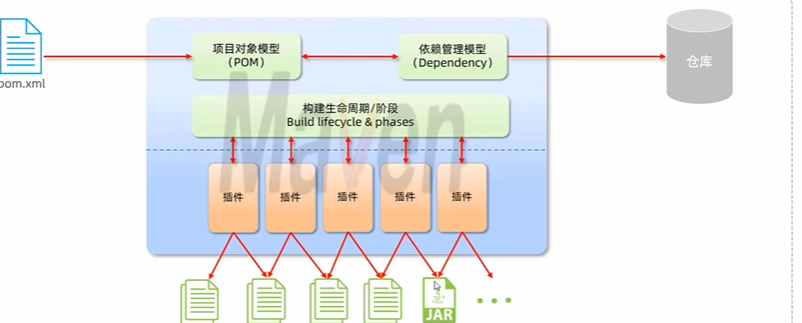 项目对象模型
（POM）
依赖管理模型
（Dependency）
仓库
pom.xml
构建生命周期/阶段
Build lifecycle & phases
Maven
插件
插件
插件
插件
插件
JAR